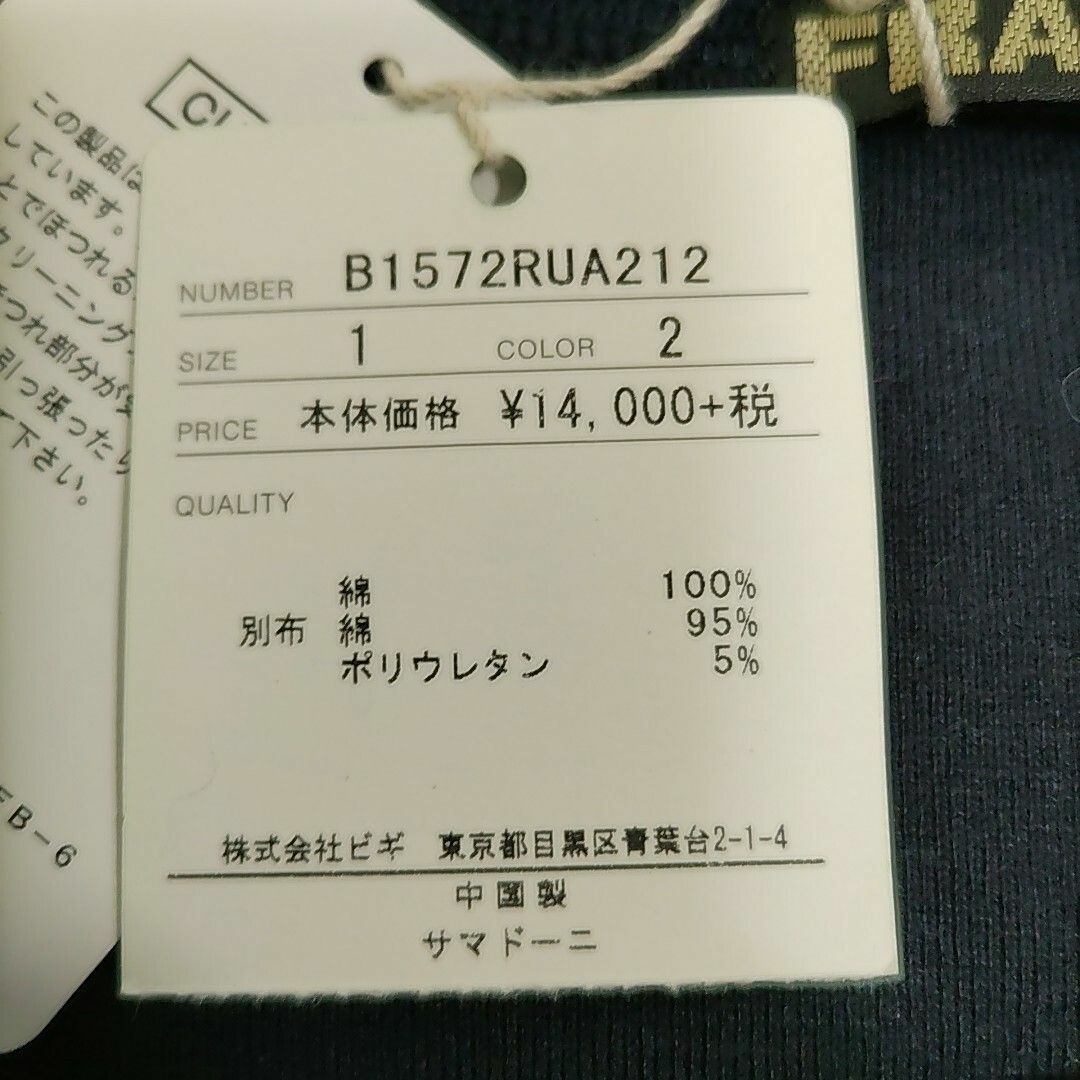 FRA
この製品は
しています。
とでほつれる
クリーニング
ほつれ部分が
引っ張ったり
て下さい。
FB-6
NUMBER B1572RUA212
SIZE 1 COLOR 2
PRICE 本体価格 ¥14,000+税
QUALITY
綿 100%
別布 綿 95%
ポリウレタン 5%
株式会社ビギ 東京都目黒区青葉台2-1-4
中国製
サマドーニ